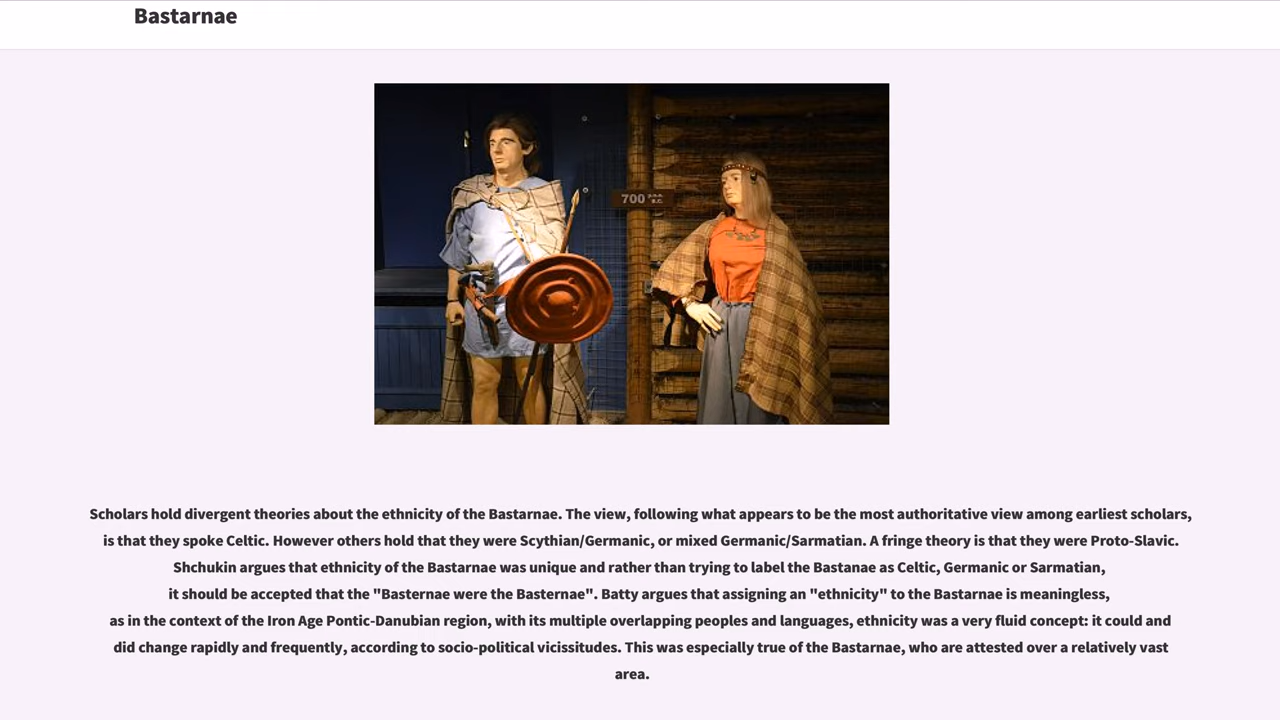 Bastarnae
700
Scholars hold divergent theories about the ethnicity of the Bastarnae. The view, following what appears to be the most authoritative view among earliest scholars,
is that they spoke Celtic. However others hold that they were Scythian/Germanic, or mixed Germanic/Sarmatian. A fringe theory is that they were Proto-Slavic.
Shchukin argues that ethnicity of the Bastarnae was unique and rather than trying to label the Bastanae as Celtic, Germanic or Sarmatian,
it should be accepted that the "Basternae were the Basternae". Batty argues that assigning an "ethnicity" to the Bastarnae is meaningless,
as in the context of the Iron Age Pontic-Danubian region, with its multiple overlapping peoples and languages, ethnicity was a very fluid concept: it could and
did change rapidly and frequently, according to socio-political vicissitudes. This was especially true of the Bastarnae, who are attested over a relatively vast
area.